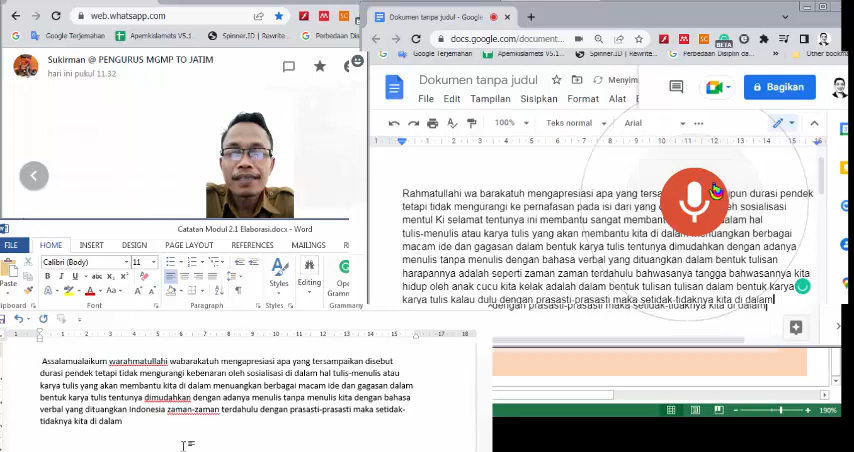 web.whatsapp.com
Google Terjemahan
Apemkislamets V5.1...
Spinner.ID | Rewrite...
Perbedaan Disiplin
Sukirman @ PENGURUS MGMP TO JATIM
hari ini pukul 11.32
Dokumen tanpa judul - Google
docs.google.com/document...
BETA
Google Terjemahan
Apemkislamets V5.1...
Spinner.ID | Rewrite...
Perbedaan Disiplin da...
Other bookmarks
Dokumen tanpa judul
Menyim
Bagikan
File Edit Tampilan Sisipkan Format Alat
100% Teks normal Arial
Rahmatullahi wa barakatuh mengapresiasi apa yang pun durasi pendek
tetapi tidak mengurangi ke pernafasan pada isi dari yang oleh sosialisasi
mentul Ki selamat tentunya ini membantu sangat dalam hal
tulis-menulis atau karya tulis yang akan membantu kita di menuangkan berbagai
macam ide dan gagasan dalam bentuk karya tulis tentunya dimudahkan dengan adanya
menulis tanpa menulis dengan bahasa verbal yang dituangkan dalam bentuk tulisan
harapannya adalah seperti zaman zaman terdahulu bahwasanya tangga bahwasannya kita
hidup oleh anak cucu kita kelak adalah dalam bentuk tulisan tulisan dalam bentuk karya
karya tulis kalau dulu dengan prasasti-prasasti maka setidak-tidaknya kita di dalam
dengan prasasti-prasasti maka setidak-tidaknya kita di dalam
Catatan Modul 2.1 Elaborasi.docx - Word
FILE HOME INSERT DESIGN PAGE LAYOUT REFERENCES MAILINGS
Calibri (Body) 11
Paste
Styles
Editing
Font
Paragraph
Styles
Assalamualaikum warahmatullahi wabarakatuh mengapresiasi apa yang tersampaikan disebut
durasi pendek tetapi tidak mengurangi kebenaran oleh sosialisasi di dalam hal tulis-menulis atau
karya tulis yang akan membantu kita di dalam menuangkan berbagai macam ide dan gagasan dalam
bentuk karya tulis tentunya dimudahkan dengan adanya menulis tanpa menulis kita dengan bahasa
verbal yang dituangkan Indonesia zaman-zaman terdahulu dengan prasasti-prasasti maka setidak-
tidaknya kita di dalam
190%